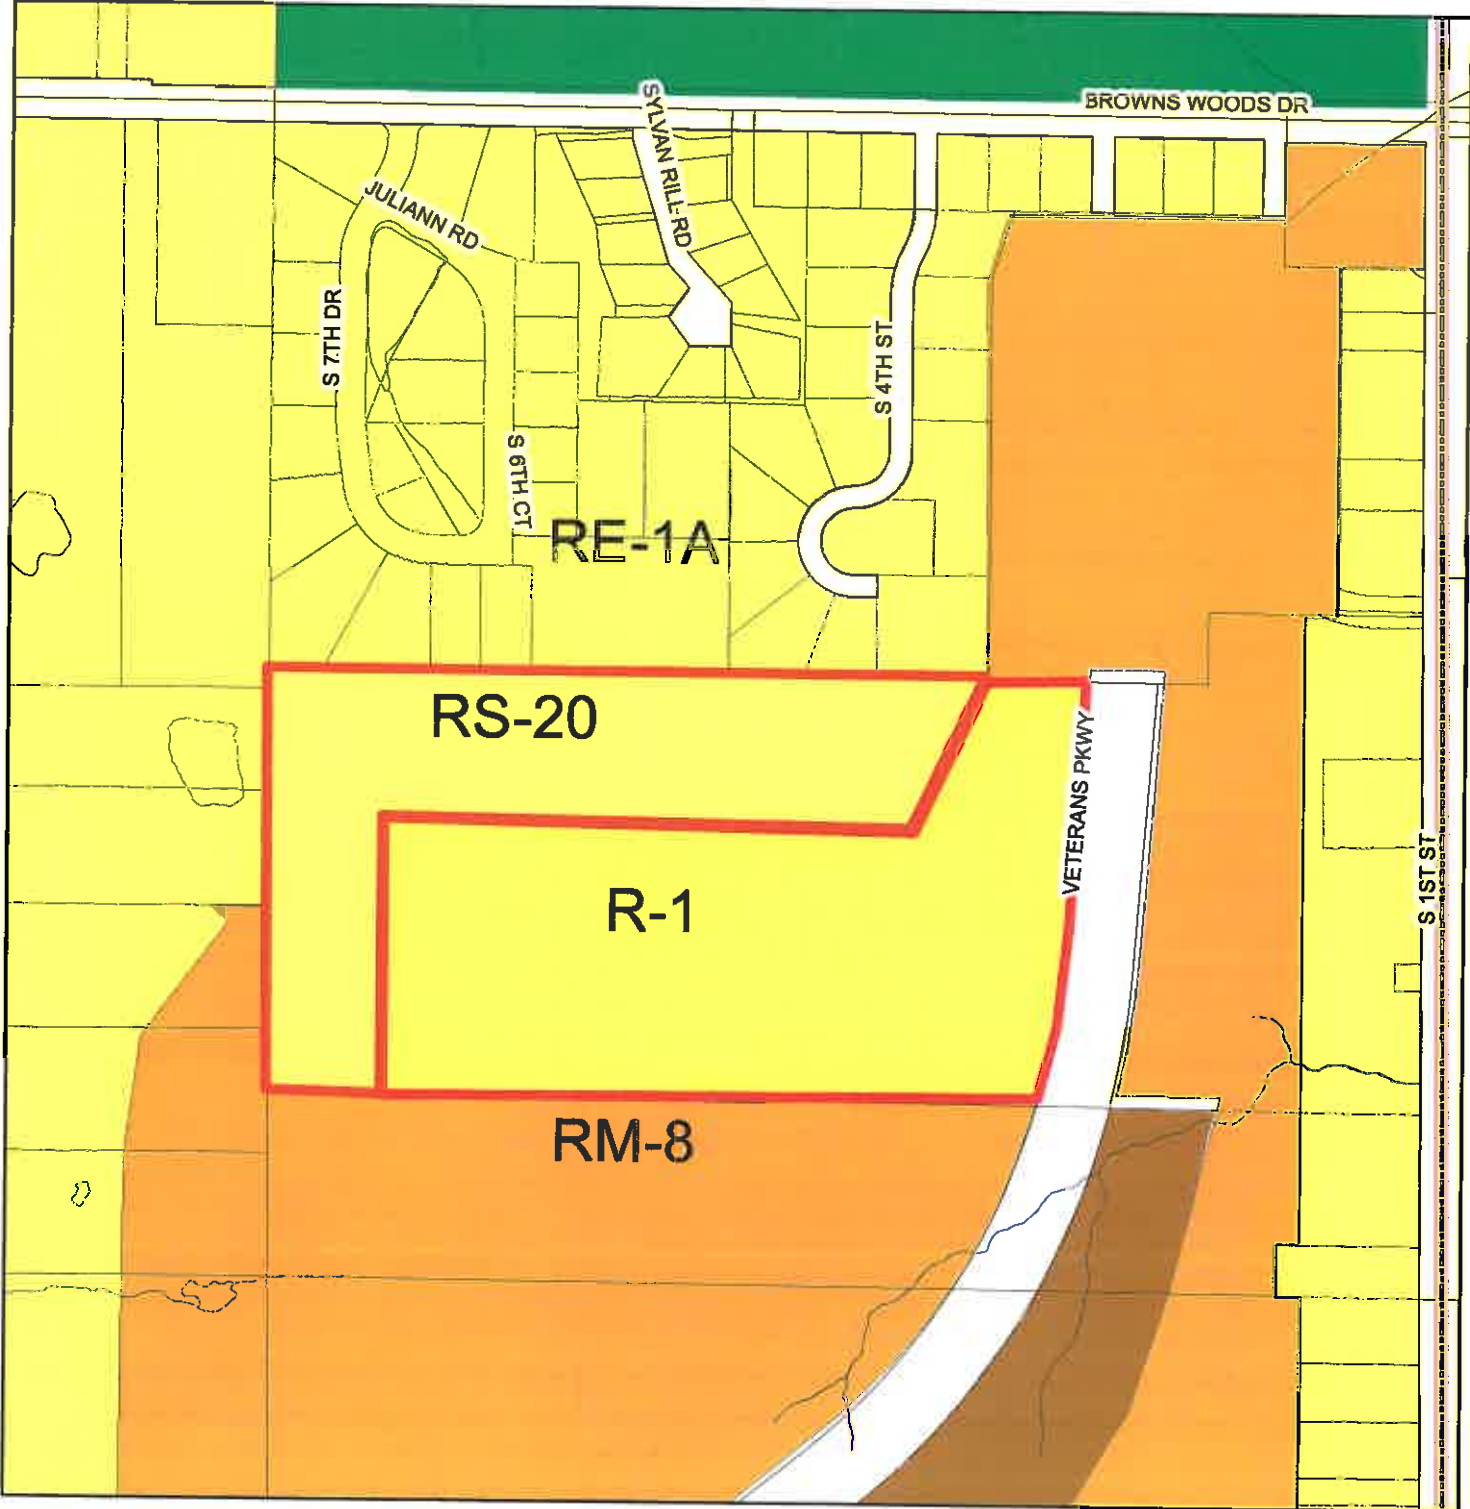 BROWNS WOODS DR
SYLVAN RILL RD
JULIANN RD
S 7TH DR
S 4TH ST
S 6TH CT
RE-1A
RS-20
VETERANS PKWY
R-1
S 1ST ST
RM-8